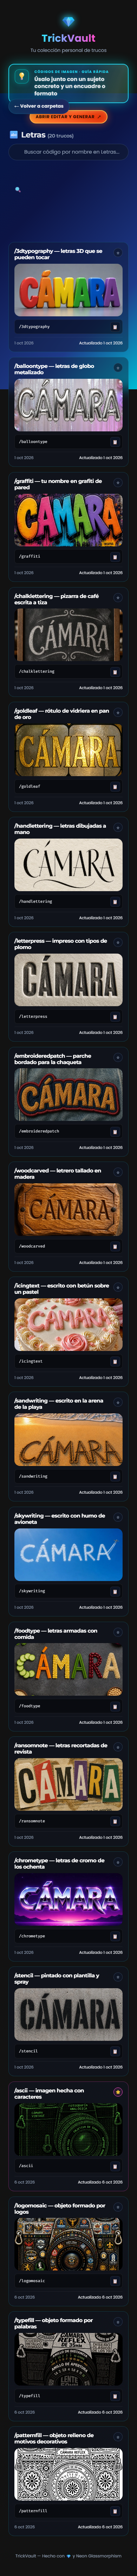 TrickVault
Tu colección personal de trucos
CÓDIGOS DE IMAGEN · GUÍA RÁPIDA
Úsalo junto con un sujeto
concreto y un encuadre o
formato
← Volver a carpetas
ABRIR EDITAR Y GENERAR
Letras (20 trucos)
Buscar código por nombre en Letras...
/3dtypography — letras 3D que se
pueden tocar
CÁMARA
/3dtypography
1 oct 2026 Actualizado 1 oct 2026
/balloontype — letras de globo
metalizado
CÁMARA
/balloontype
1 oct 2026 Actualizado 1 oct 2026
/graffiti — tu nombre en grafiti de
pared
CÁMARA
/graffiti
1 oct 2026 Actualizado 1 oct 2026
/chalklettering — pizarra de café
escrita a tiza
CÁMARA
/chalklettering
1 oct 2026 Actualizado 1 oct 2026
/goldleaf — rótulo de vidriera en pan
de oro
CÁMARA
/goldleaf
1 oct 2026 Actualizado 1 oct 2026
/handlettering — letras dibujadas a
mano
CÁMARA
/handlettering
1 oct 2026 Actualizado 1 oct 2026
/letterpress — impreso con tipos de
plomo
CÁMARA
/letterpress
1 oct 2026 Actualizado 1 oct 2026
/embroideredpatch — parche
bordado para la chaqueta
CÁMARA
/embroideredpatch
1 oct 2026 Actualizado 1 oct 2026
/woodcarved — letrero tallado en
madera
CÁMARA
/woodcarved
1 oct 2026 Actualizado 1 oct 2026
/icingtext — escrito con betún sobre
un pastel
CÁMARA
/icingtext
1 oct 2026 Actualizado 1 oct 2026
/sandwriting — escrito en la arena
de la playa
CÁMARA
/sandwriting
1 oct 2026 Actualizado 1 oct 2026
/skywriting — escrito con humo de
avioneta
CÁMARA
/skywriting
1 oct 2026 Actualizado 1 oct 2026
/foodtype — letras armadas con
comida
CÁMARA
/foodtype
1 oct 2026 Actualizado 1 oct 2026
/ransomnote — letras recortadas de
revista
CÁMARA
/ransomnote
1 oct 2026 Actualizado 1 oct 2026
/chrometype — letras de cromo de
los ochenta
CÁMARA
/chrometype
1 oct 2026 Actualizado 1 oct 2026
/stencil — pintado con plantilla y
spray
CÁMARA
/stencil
1 oct 2026 Actualizado 1 oct 2026
/ascii — imagen hecha con
caracteres
/ascii
6 oct 2026 Actualizado 6 oct 2026
/logomosaic — objeto formado por
logos
/logomosaic
6 oct 2026 Actualizado 6 oct 2026
/typefill — objeto formado por
palabras
REFLEX
/typefill
6 oct 2026 Actualizado 6 oct 2026
/patternfill — objeto relleno de
motivos decorativos
CÁMARA REFLEX
/patternfill
6 oct 2026 Actualizado 6 oct 2026
TrickVault — Hecho con y Neon Glassmorphism